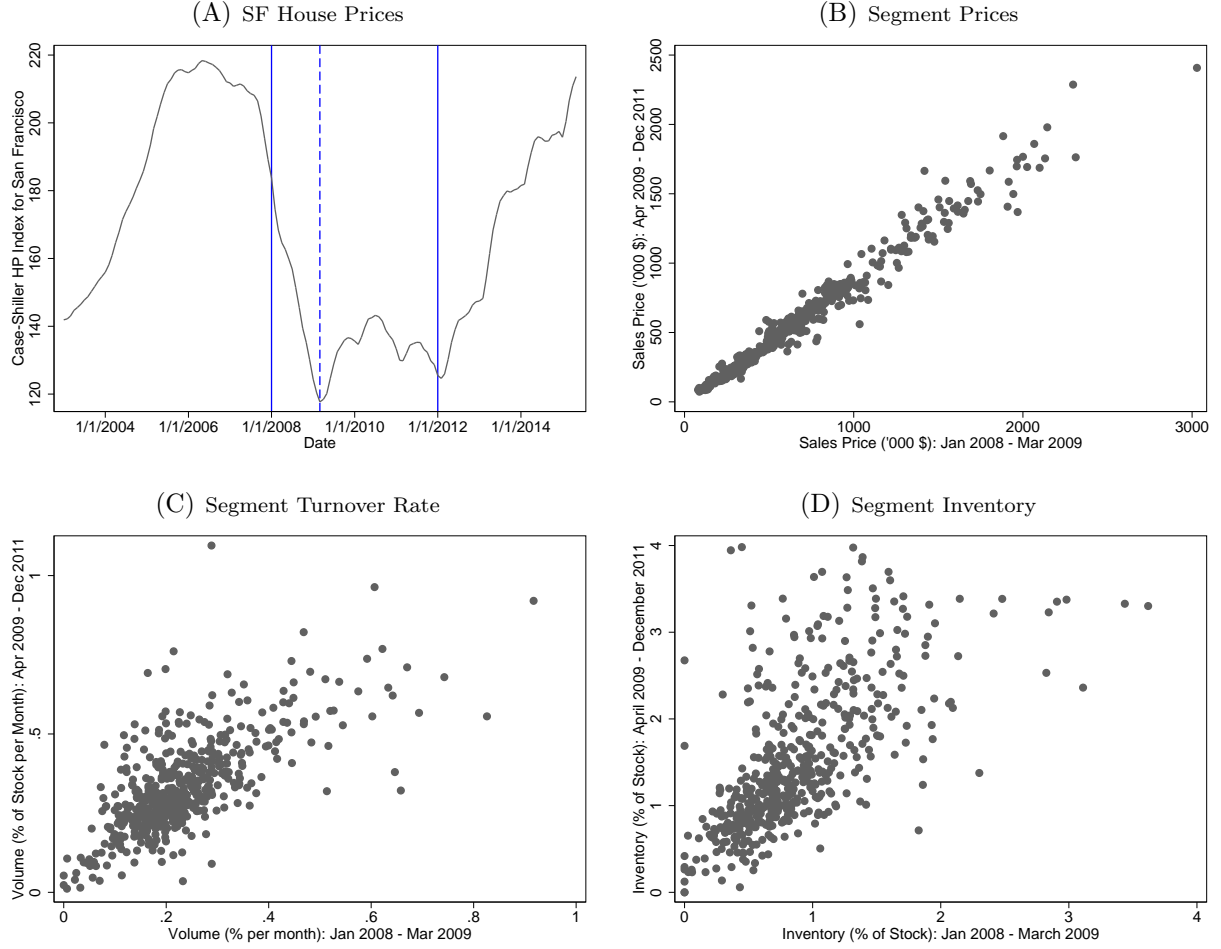 (A) SF House Prices
Case-Shiller HP Index for San Francisco
220
200
180
160
140
120
1/1/2004 1/1/2006 1/1/2008 1/1/2010 1/1/2012 1/1/2014
Date
(B) Segment Prices
Sales Price ('000 $): Apr 2009 - Dec 2011
2500
2000
1500
1000
500
0
0 1000 2000 3000
Sales Price ('000 $): Jan 2008 - Mar 2009
(C) Segment Turnover Rate
Volume (% of Stock per Month): Apr 2009 - Dec 2011
1
.5
0
0 .2 .4 .6 .8 1
Volume (% per month): Jan 2008 - Mar 2009
(D) Segment Inventory
Inventory (% of Stock): April 2009 - December 2011
4
3
2
1
0
0 1 2 3 4
Inventory (% of Stock): Jan 2008 - March 2009